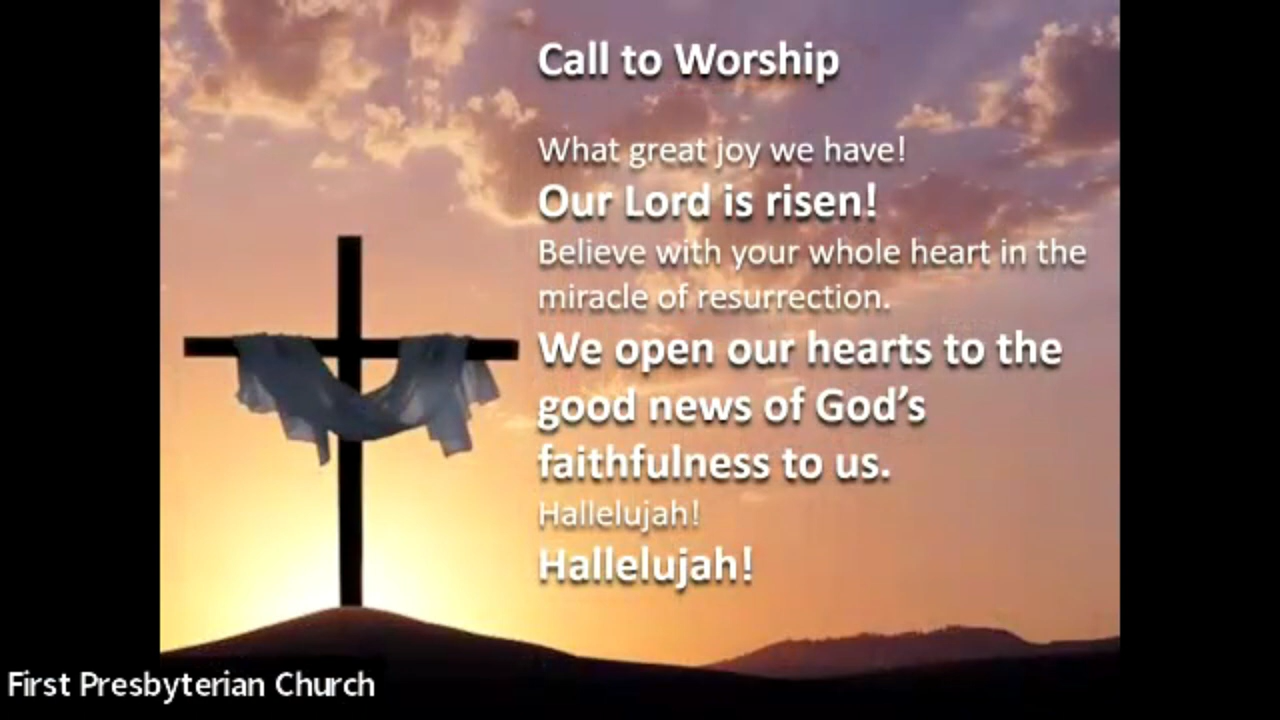 Call to Worship
What great joy we have!
Our Lord is risen!
Believe with your whole heart in the
miracle of resurrection.
We open our hearts to the
good news of God’s
faithfulness to us.
Hallelujah!
Hallelujah!
First Presbyterian Church